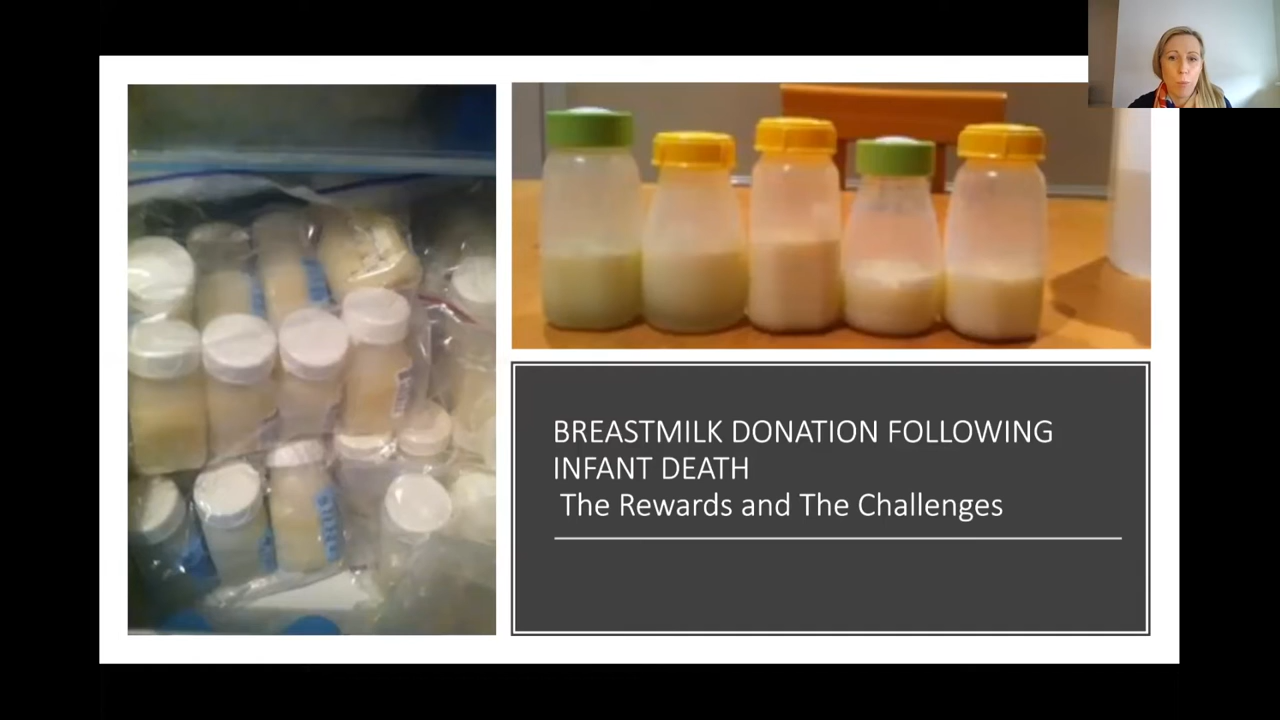 BREASTMILK DONATION FOLLOWING
INFANT DEATH
The Rewards and The Challenges